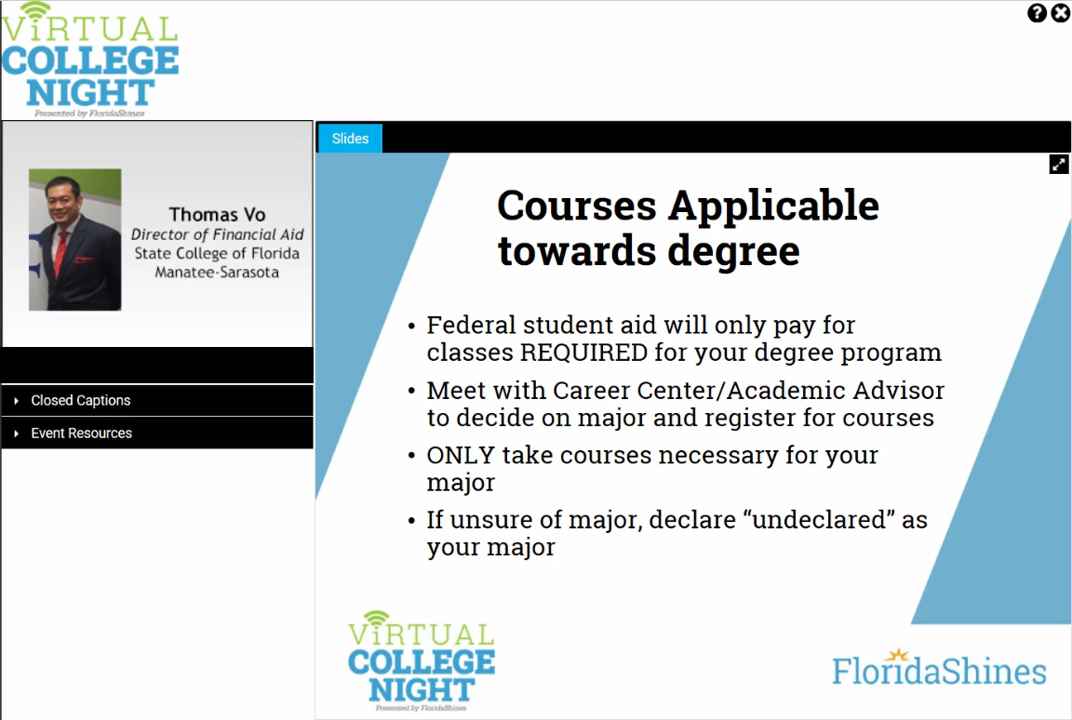 ViRTUAL
COLLEGE
NIGHT
Presented by FloridaShines
Thomas Vo
Director of Financial Aid
State College of Florida
Manatee-Sarasota
Closed Captions
Event Resources
Slides
Courses Applicable
towards degree
• Federal student aid will only pay for
classes REQUIRED for your degree program
• Meet with Career Center/Academic Advisor
to decide on major and register for courses
• ONLY take courses necessary for your
major
• If unsure of major, declare “undeclared” as
your major
ViRTUAL
COLLEGE
NIGHT
Presented by FloridaShines
FloridaShines